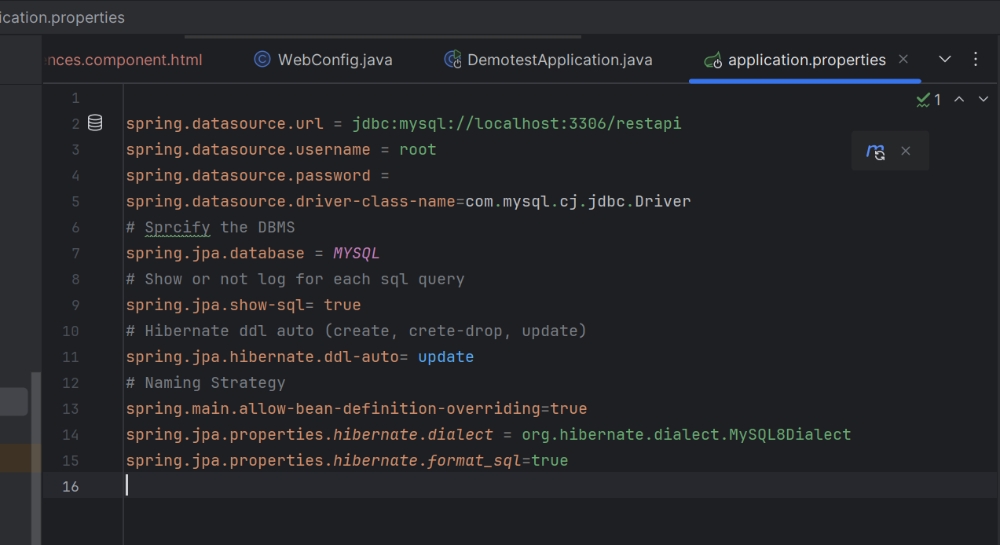 ication.properties
nces.component.html WebConfig.java DemotestApplication.java application.properties
1
2 spring.datasource.url = jdbc:mysql://localhost:3306/restapi
3 spring.datasource.username = root
4 spring.datasource.password =
5 spring.datasource.driver-class-name=com.mysql.cj.jdbc.Driver
6 # Sprcify the DBMS
7 spring.jpa.database = MYSQL
8 # Show or not log for each sql query
9 spring.jpa.show-sql= true
10 # Hibernate ddl auto (create, crete-drop, update)
11 spring.jpa.hibernate.ddl-auto= update
12 # Naming Strategy
13 spring.main.allow-bean-definition-overriding=true
14 spring.jpa.properties.hibernate.dialect = org.hibernate.dialect.MySQL8Dialect
15 spring.jpa.properties.hibernate.format_sql=true
16
1
m